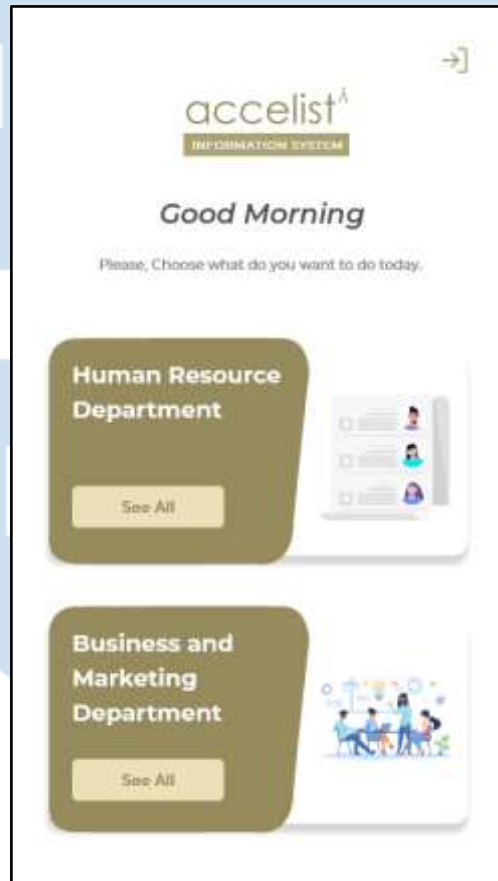 accelist
INFORMATION SYSTEM
Good Morning
Please, Choose what do you want to do today.
Human Resource
Department
See All
Business and
Marketing
Department
See All